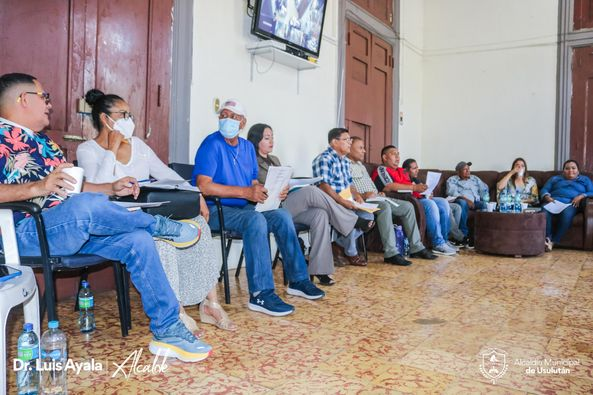 Dr. Luis Ayala
Alcalde
Alcaldía Municipal
de Usulután